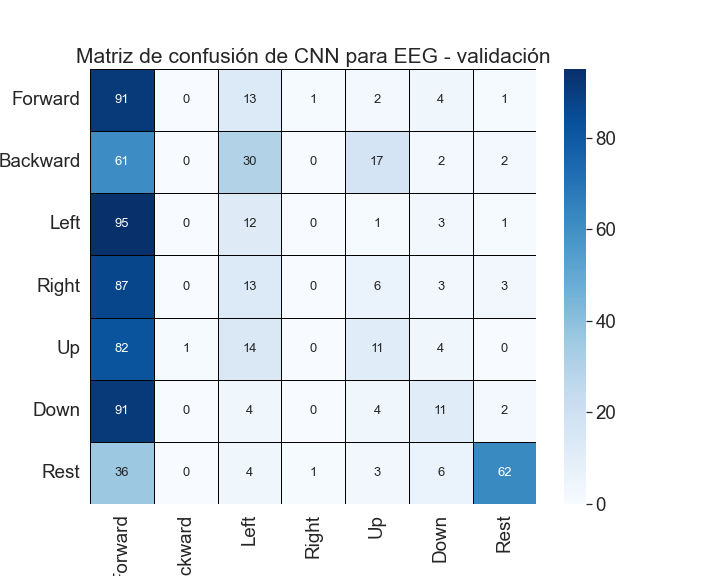 Matriz de confusión de CNN para EEG - validación
Forward 91 0 13 1 2 4 1
Backward 61 0 30 0 17 2 2
Left 95 0 12 0 1 3 1
Right 87 0 13 0 6 3 3
Up 82 1 14 0 11 4 0
Down 91 0 4 0 4 11 2
Rest 36 0 4 1 3 6 62
Forward ckward Left Right Up Down Rest
80
60
40
20
0